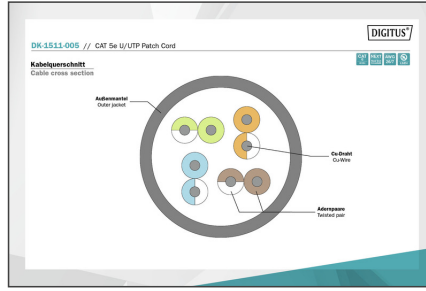 DIGITUS®
DK-1511-005 // CAT 5e U/UTP Patch Cord
Kabelquerschnitt
Cable cross section
Außenmantel
Outer jacket
Cu-Draht
Cu-Wire
Adernpaare
Twisted pair